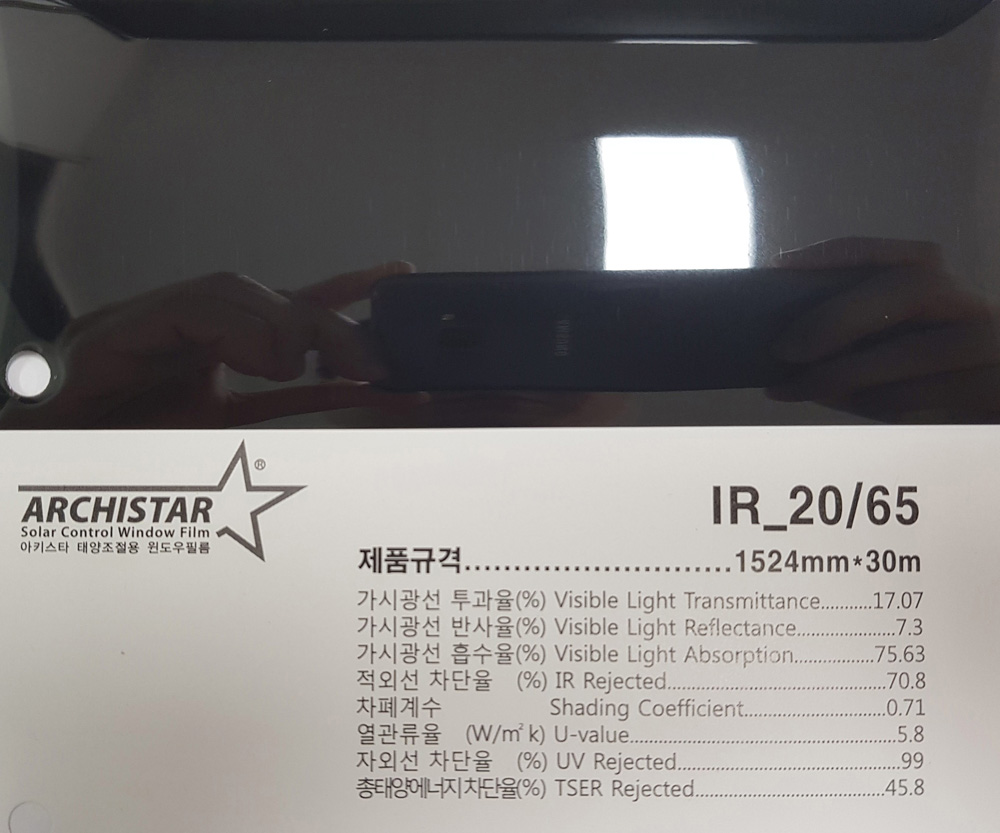 ARCHISTAR®
Solar Control Window Film
아키스타 태양조절용 윈도우필름
IR_20/65
제품규격...........................1524mm*30m
가시광선 투과율(%) Visible Light Transmittance..........17.07
가시광선 반사율(%) Visible Light Reflectance...................7.3
가시광선 흡수율(%) Visible Light Absorption................75.63
적외선 차단율 (%) IR Rejected...........................................70.8
차폐계수 Shading Coefficient...........................0.71
열관류율 (W/㎡ k) U-value....................................................5.8
자외선 차단율 (%) UV Rejected..........................................99
총태양에너지차단율(%) TSER Rejected.....................................45.8